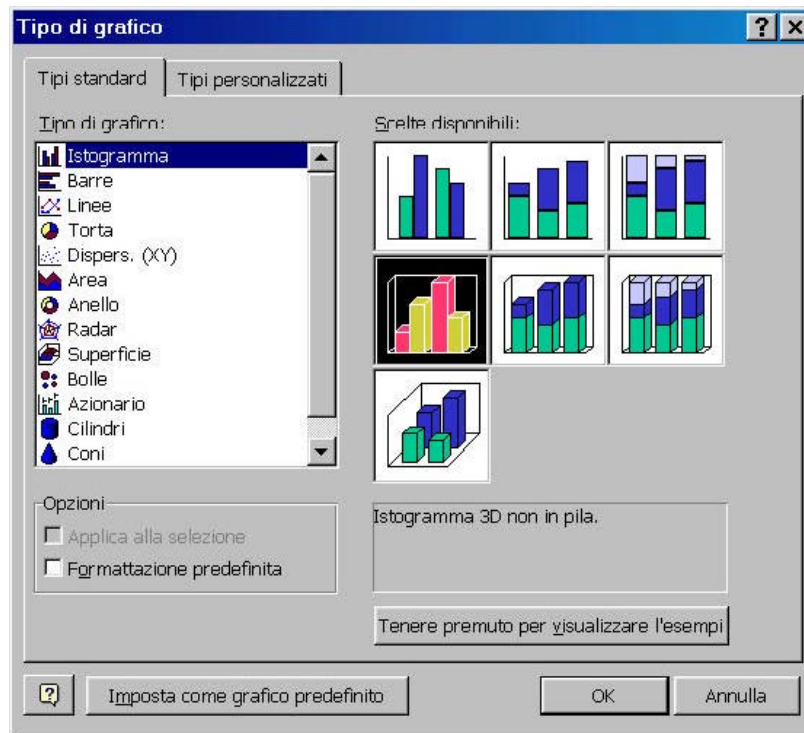 Tipo di grafico
Tipi standard
Tipi personalizzati
Tipo di grafico:
Istogramma
Barre
Linee
Torta
Dispers. (XY)
Area
Anello
Radar
Superficie
Bolle
Azionario
Cilindri
Coni
Scelte disponibili:
Opzioni
Applica alla selezione
Formattazione predefinita
Istogramma 3D non in pila.
Tenere premuto per visualizzare l'esempi
Imposta come grafico predefinito
OK
Annulla